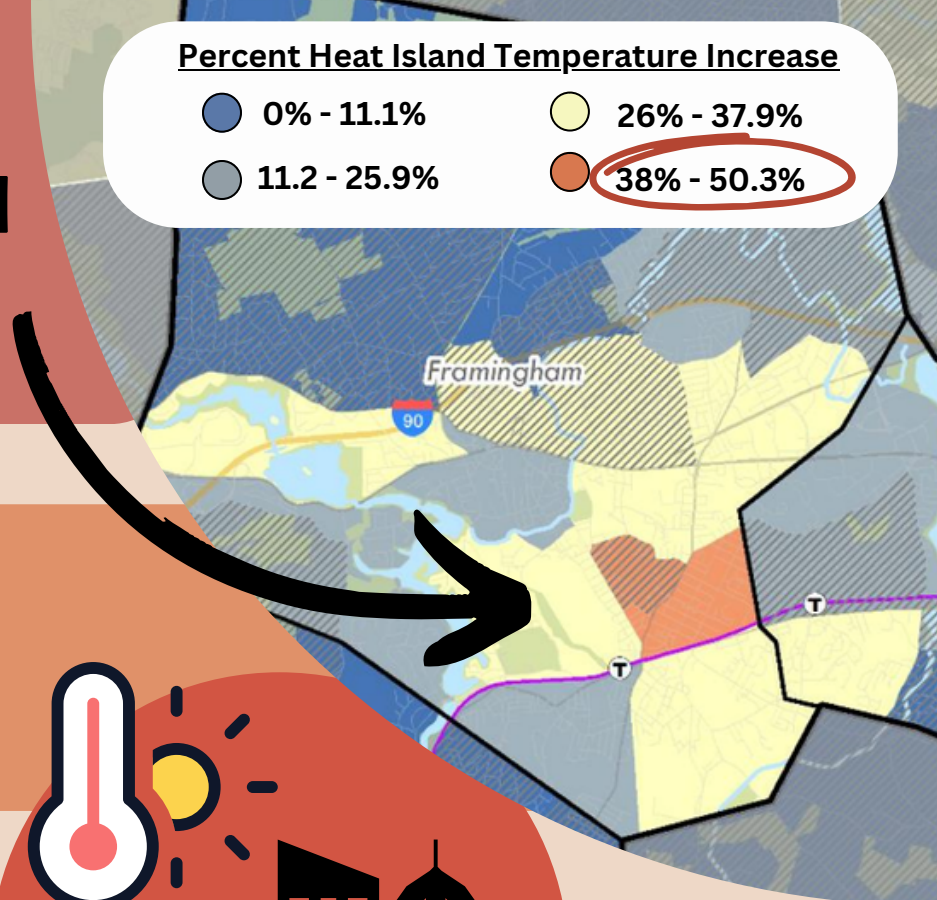 Percent Heat Island Temperature Increase
0% - 11.1%
26% - 37.9%
11.2 - 25.9%
38% - 50.3%
Framingham
90
T
T